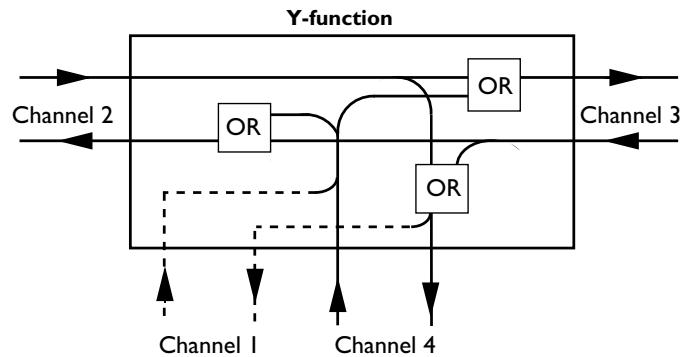 Y-function
OR
Channel 2
OR
Channel 3
OR
Channel 1
Channel 4